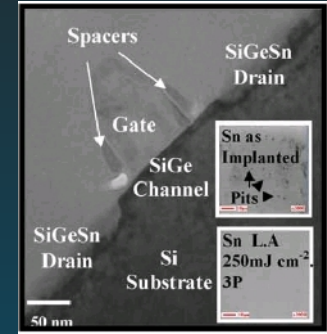 Spacers
SiGeSn
Drain
Gate
Sn as
Implanted
Pits
SiGe
Channel
SiGeSn
Drain
Si
Substrate
Sn L.A
250mJ cm-2.
3P
50 nm